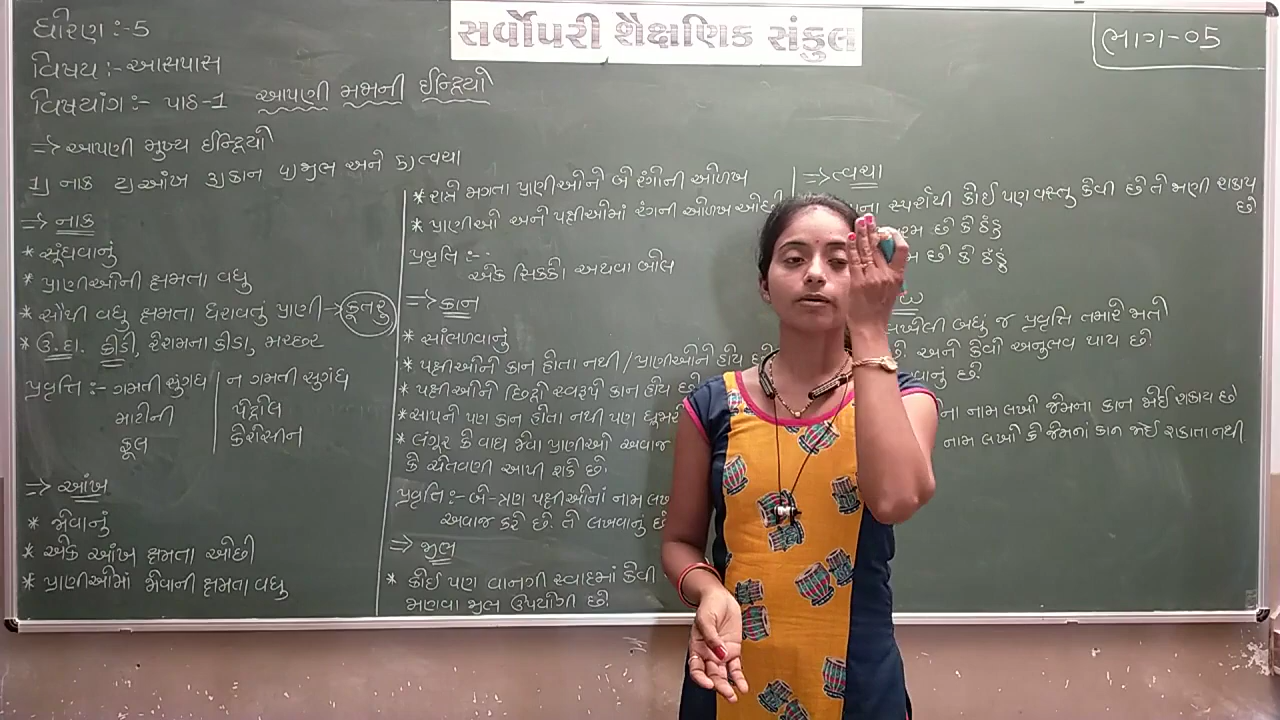 સર્વોપરી શૈક્ષણિક સંકુલ
ભાગ-05
ધોરણ :-5
વિષય :- આસપાસ
વિષયાંગ :- પાઠ-1 આપણી મજાની ઈન્દ્રિયો
=> આપણી મુખ્ય ઈન્દ્રિયો
1) નાક 2) આંખ 3) કાન 4) જીભ અને 5) ત્વચા
=> નાક
* સૂંઘવાનું
* પ્રાણીઓની ક્ષમતા વધુ
* સૌથી વધુ ક્ષમતા ધરાવતું પ્રાણી → કૂતરુ
* ઉ.દા. કીડી, રેશમના કીડા, મચ્છર
પ્રવૃત્તિ :- ગમતી સુગંધ | ન ગમતી સુગંધ
માટીની | પેટ્રોલ
ફૂલ | કેરોસીન
=> આંખ
* જોવાનું
* એક આંખ ક્ષમતા ઓછી
* પ્રાણીઓમાં જોવાની ક્ષમતા વધુ
* રાત્રે જાગતા પ્રાણીઓને બે રંગોની ઓળખ
* પ્રાણીઓ અને પક્ષીઓમાં રંગની ઓળખ ઓછી
પ્રવૃત્તિ :-
એક સિક્કો અથવા બોલ
=> કાન
* સાંભળવાનું
* પક્ષીઓને કાન હોતા નથી / પ્રાણીઓને હોય છે
* પક્ષીઓને છિદ્રો સ્વરૂપે કાન હોય છે
* સાપને પણ કાન હોતા નથી પણ
* લંગૂર કે વાઘ જેવા પ્રાણીઓ અવાજ
કે ચેતવણી આપી શકે છે.
પ્રવૃત્તિ :- બે-ત્રણ પક્ષીઓનાં નામ લખ
અવાજ કરે છે. તે લખવાનું છે
=> જીભ
* કોઈ પણ વાનગી સ્વાદમાં કેવી
જાણવા જીભ ઉપયોગી છે.
=> ત્વચા
ના સ્પર્શથી કોઈ પણ વસ્તુ કેવી છે તે જાણી શકાય છે
છે કે ઠંડુ
છે કે ઠંડું
બધું જ પ્રવૃત્તિ તમારે
છે. અને કેવો અનુભવ થાય છે.
વાનું છે.
ના નામ લખો જેમના કાન જોઈ શકાય છે
નામ લખો કે જેમનાં કાન જોઈ શકાતા નથી